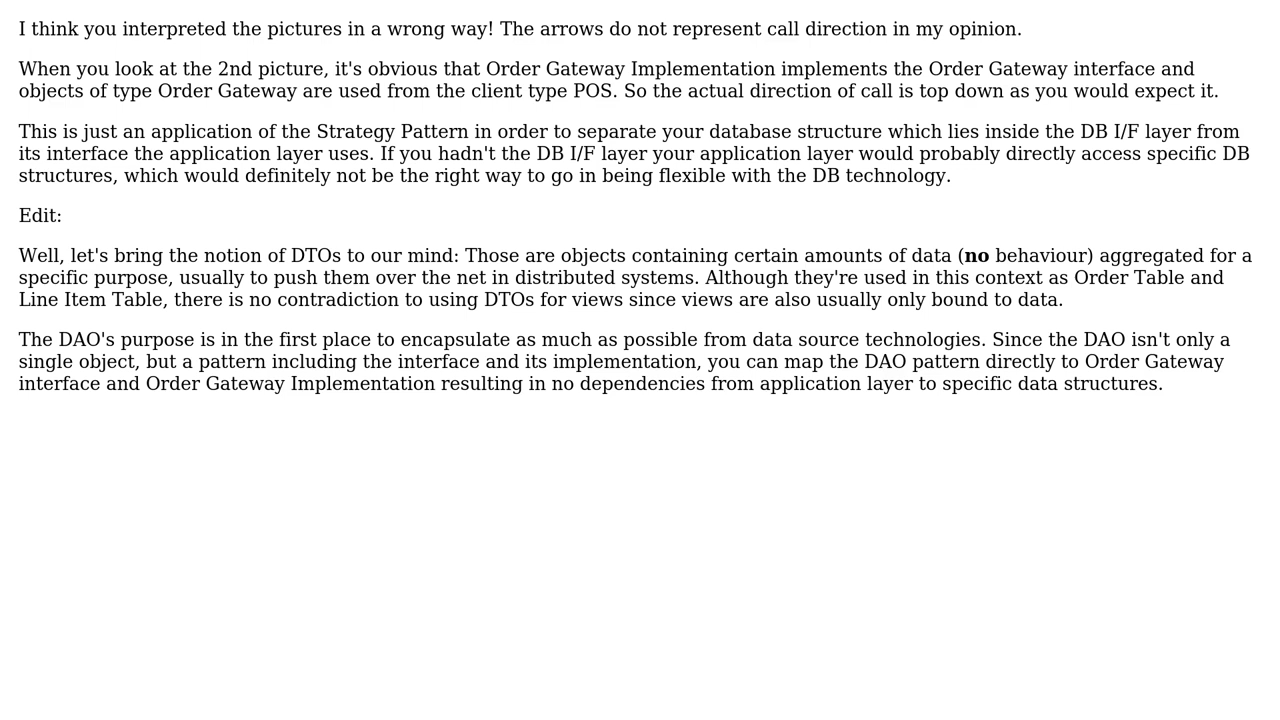 I think you interpreted the pictures in a wrong way! The arrows do not represent call direction in my opinion.
When you look at the 2nd picture, it's obvious that Order Gateway Implementation implements the Order Gateway interface and
objects of type Order Gateway are used from the client type POS. So the actual direction of call is top down as you would expect it.
This is just an application of the Strategy Pattern in order to separate your database structure which lies inside the DB I/F layer from
its interface the application layer uses. If you hadn't the DB I/F layer your application layer would probably directly access specific DB
structures, which would definitely not be the right way to go in being flexible with the DB technology.
Edit:
Well, let's bring the notion of DTOs to our mind: Those are objects containing certain amounts of data (no behaviour) aggregated for a
specific purpose, usually to push them over the net in distributed systems. Although they're used in this context as Order Table and
Line Item Table, there is no contradiction to using DTOs for views since views are also usually only bound to data.
The DAO's purpose is in the first place to encapsulate as much as possible from data source technologies. Since the DAO isn't only a
single object, but a pattern including the interface and its implementation, you can map the DAO pattern directly to Order Gateway
interface and Order Gateway Implementation resulting in no dependencies from application layer to specific data structures.